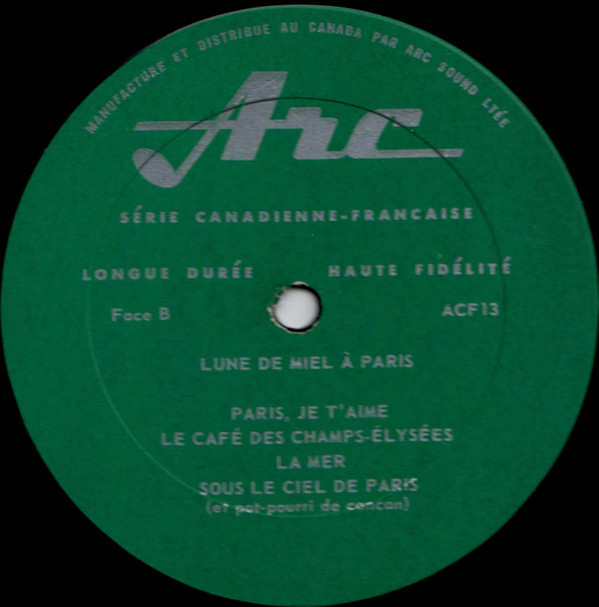 MANUFACTURE ET DISTRIBUE AU CANADA PAR ARC SOUND LTÉE
Arc
SÉRIE CANADIENNE-FRANCAISE
LONGUE DURÉE HAUTE FIDÉLITÉ
Face B ACF13
LUNE DE MIEL À PARIS
PARIS, JE T'AIME
LE CAFÉ DES CHAMPS-ÉLYSÉES
LA MER
SOUS LE CIEL DE PARIS
(et pot-pourri de cancan)